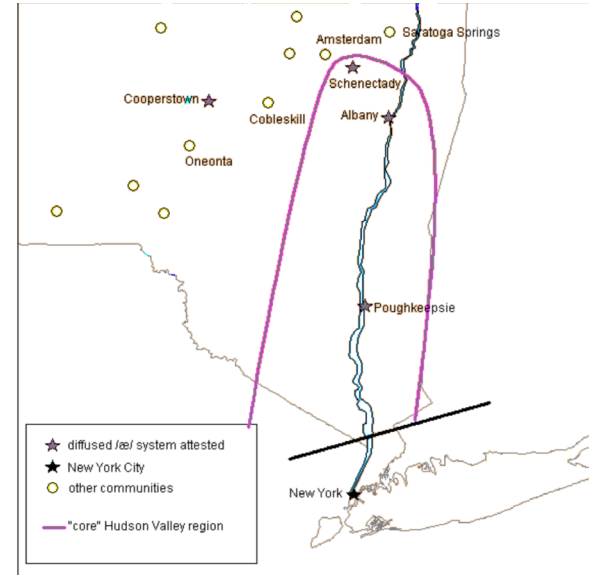 Saratoga Springs
Amsterdam
Schenectady
Cooperstown
Cobleskill
Albany
Oneonta
Poughkeepsie
diffused /æ/ system attested
New York City
other communities
New York
"core" Hudson Valley region